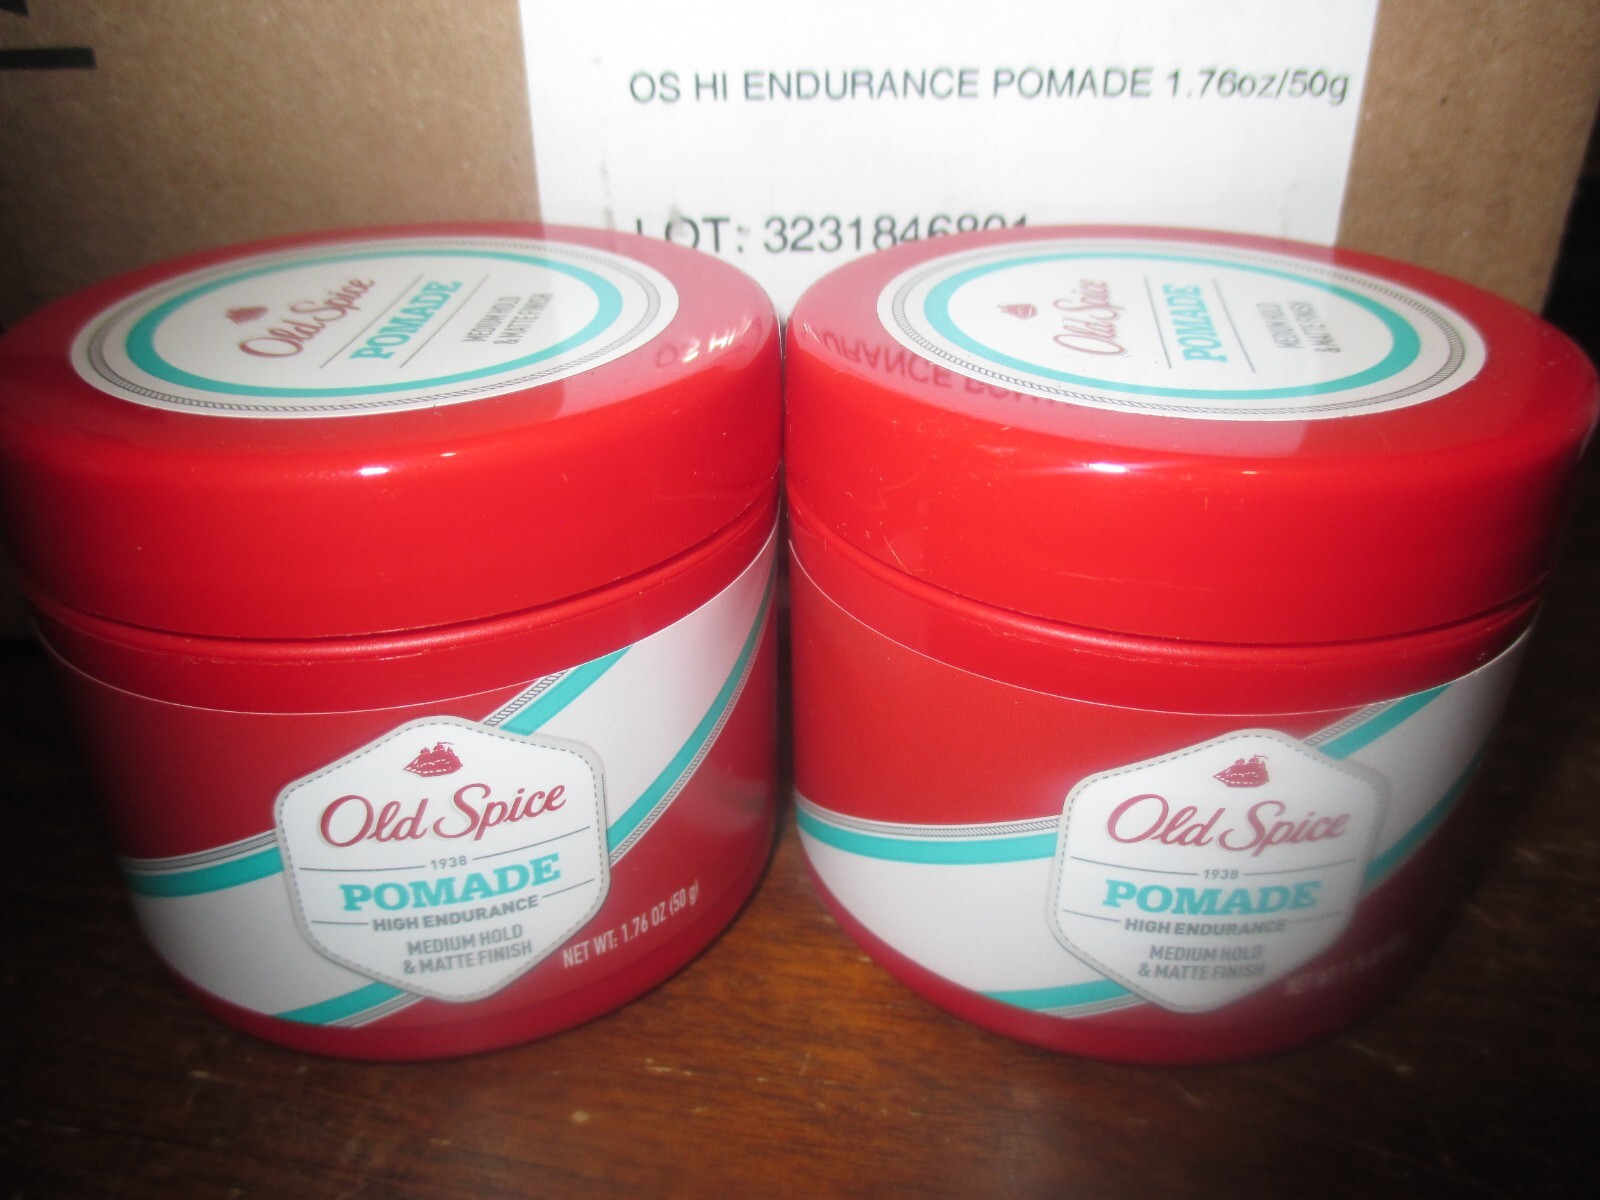 OS HI ENDURANCE POMADE 1.76oz/50g
LOT: 3231846801
Old Spice
POMADE
MEDIUM HOLD
& MATTE FINISH
Old Spice
POMADE
MEDIUM HOLD
& MATTE FINISH
Old Spice
1938
POMADE
HIGH ENDURANCE
MEDIUM HOLD
& MATTE FINISH
NET WT: 1.76 OZ (50 g)
Old Spice
1938
POMADE
HIGH ENDURANCE
MEDIUM HOLD
& MATTE FINISH